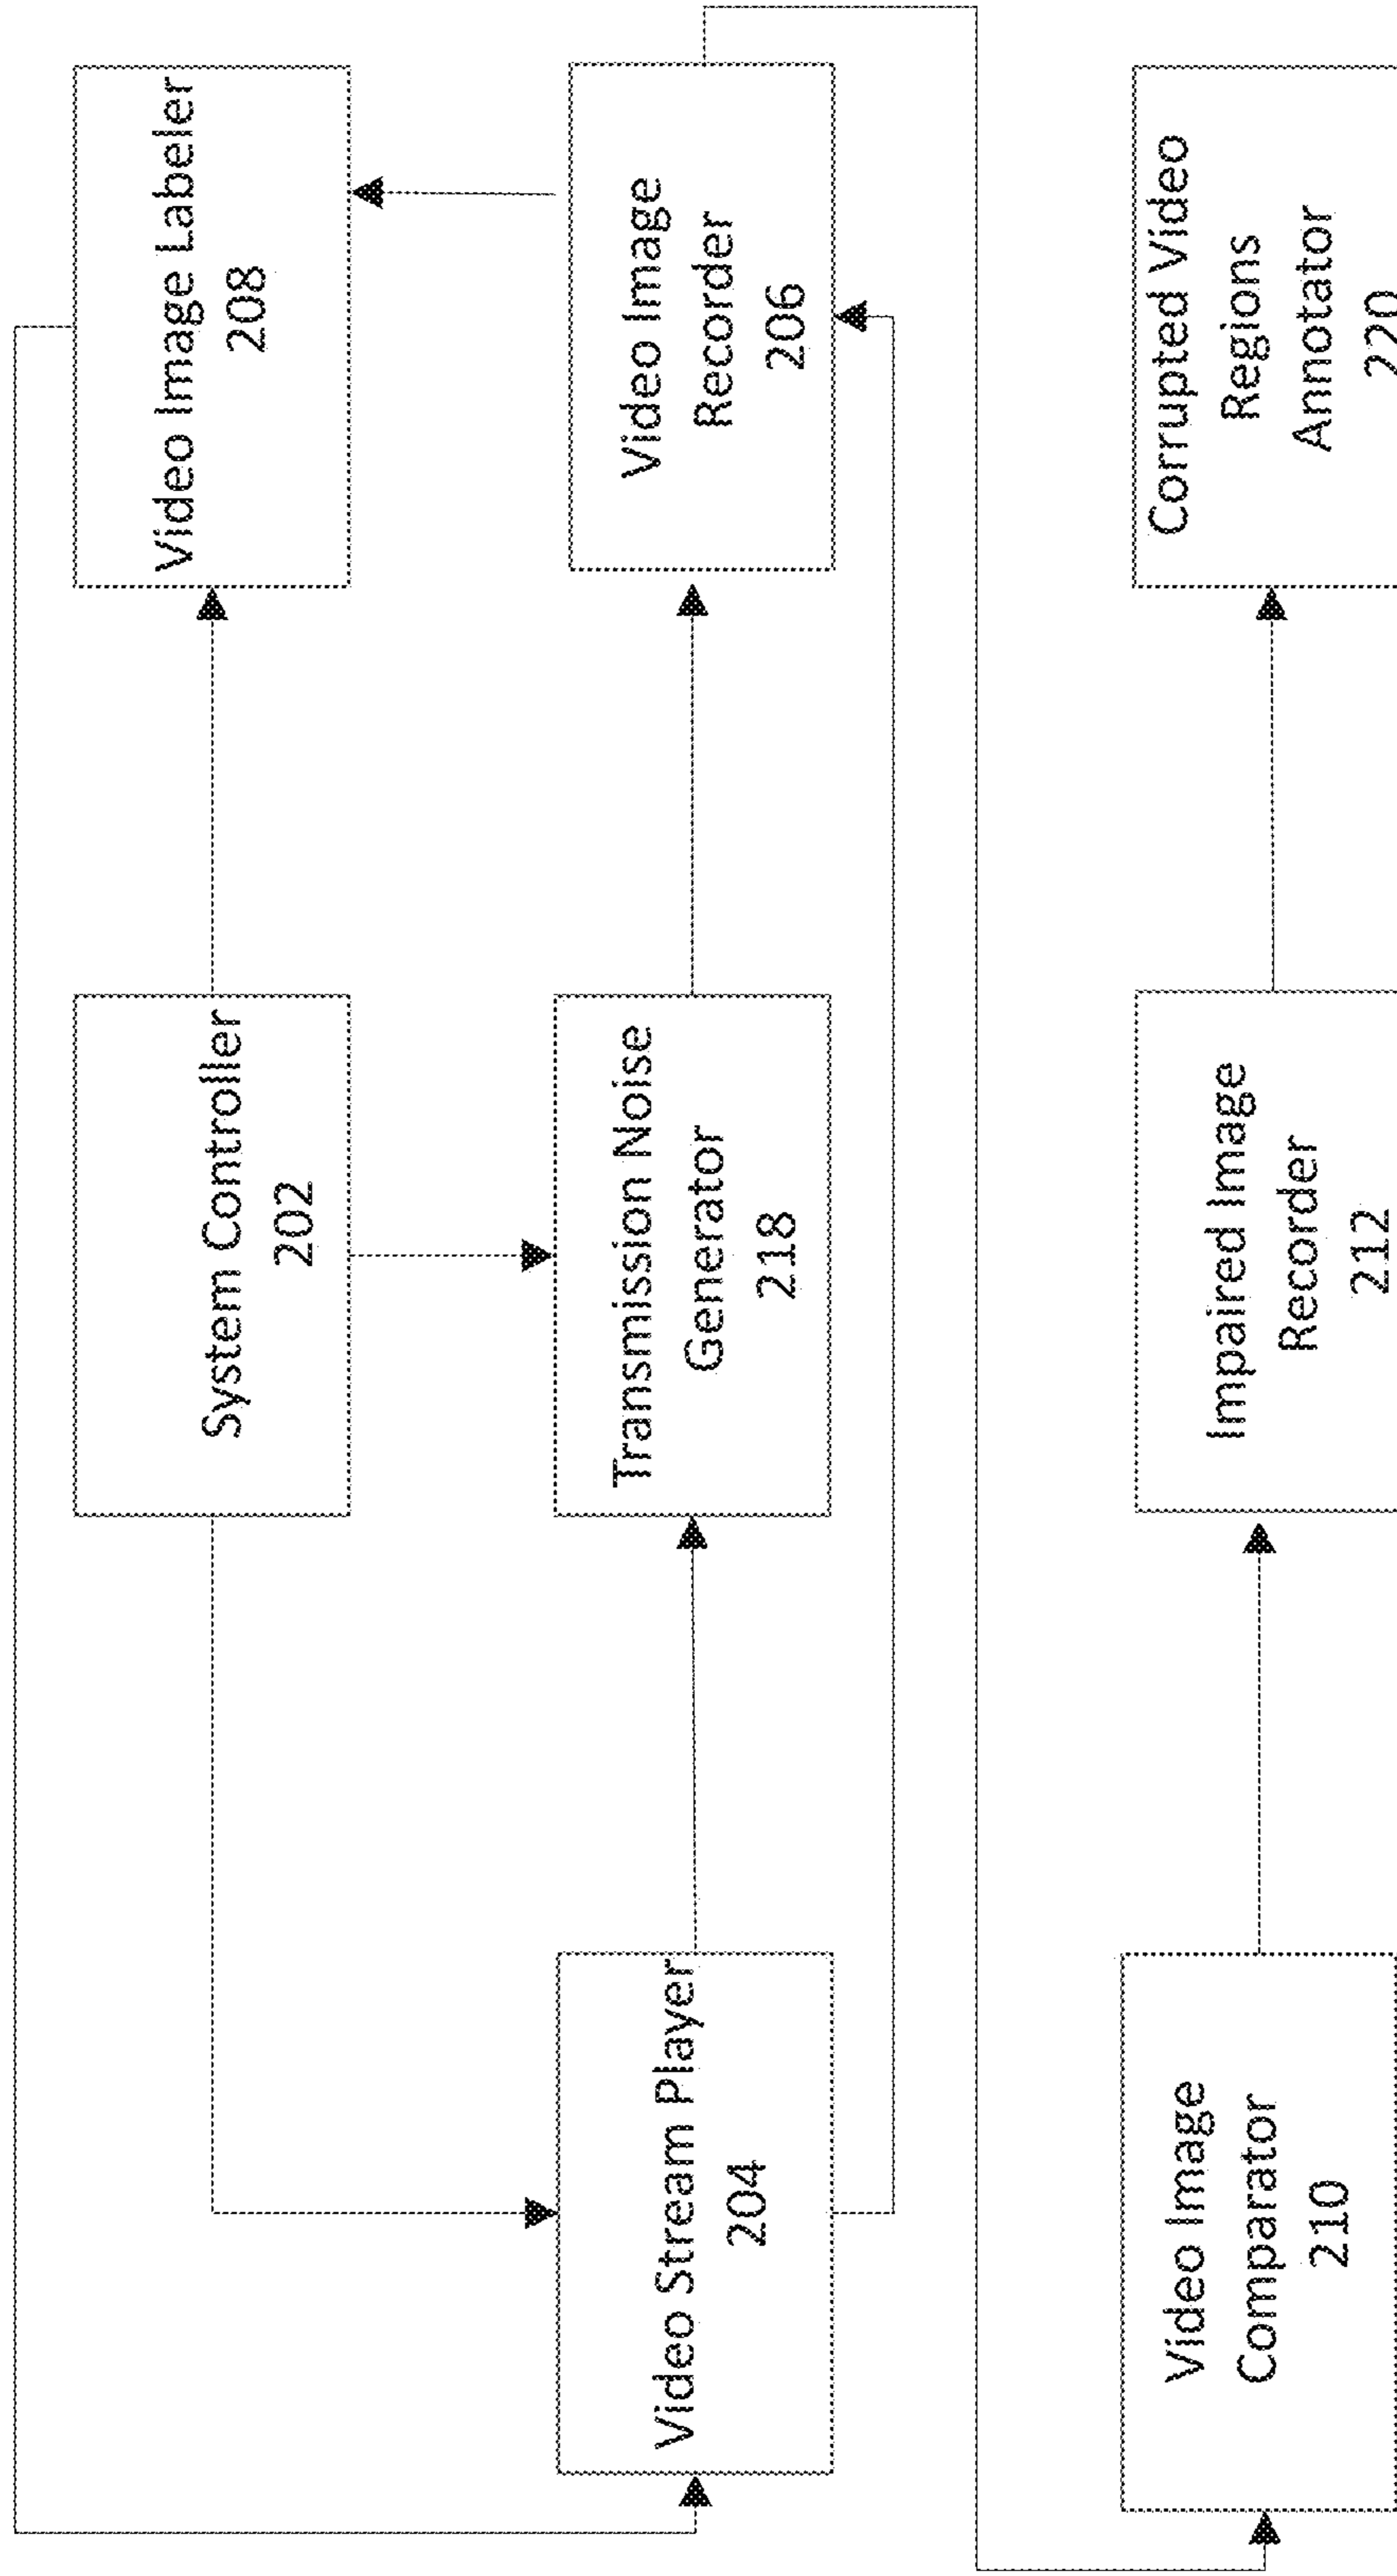 System Controller
202
Video Image Labeler
208
Video Stream Player
204
Transmission Noise
Generator
218
Video Image
Recorder
206
Video Image
Comparator
210
Impaired Image
Recorder
212
Corrupted Video
Regions
Annotator
220